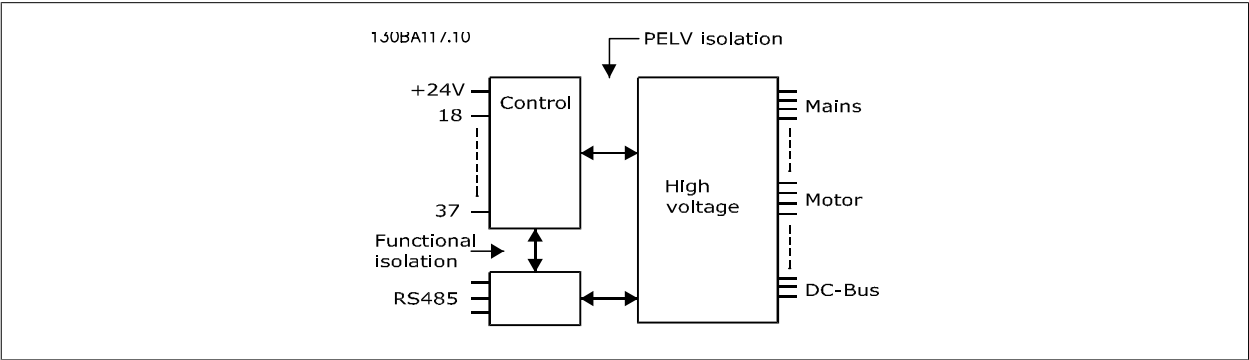 130BA117.10
PELV isolation
+24V
18
37
Control
High
voltage
Mains
Motor
DC-Bus
Functional
isolation
RS485